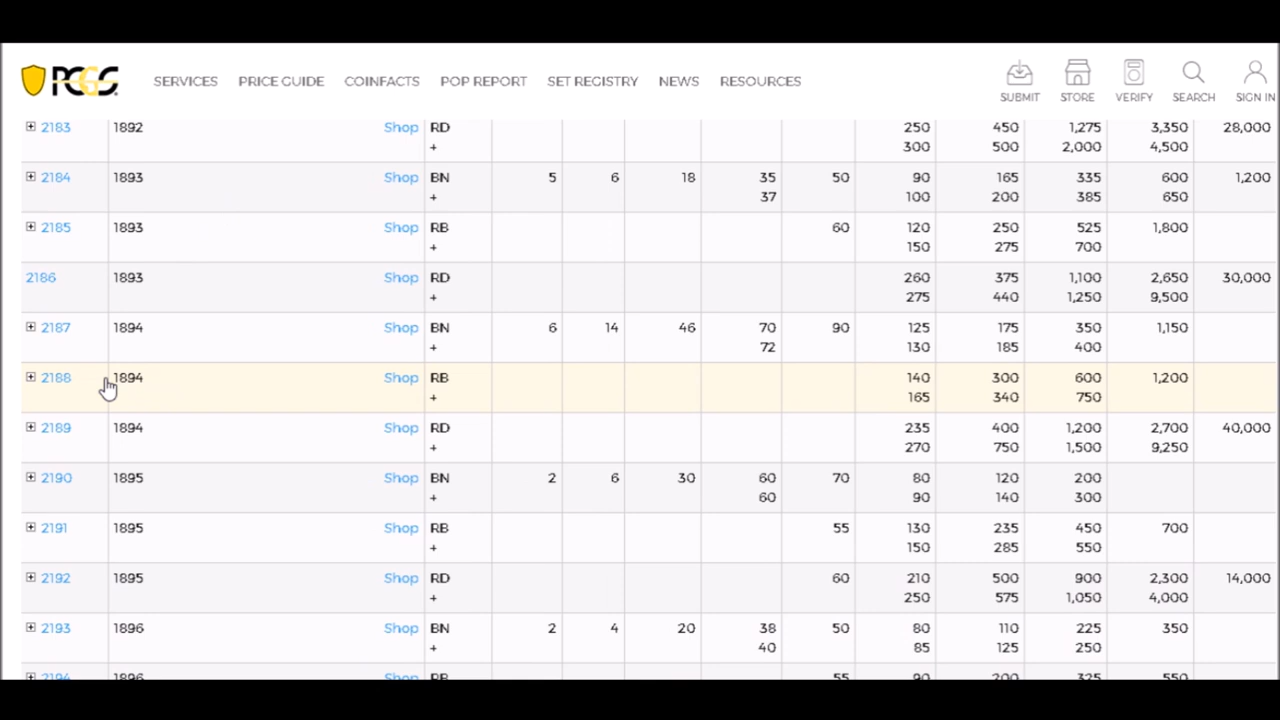 PCGS SERVICES PRICE GUIDE COINFACTS POP REPORT SET REGISTRY NEWS RESOURCES SUBMIT STORE VERIFY SEARCH SIGN IN
2183 1892 Shop RD 250 450 1,275 3,350 28,000
+ 300 500 2,000 4,500
2184 1893 Shop BN 5 6 18 35 50 90 165 335 600 1,200
+ 37 100 200 385 650
2185 1893 Shop RB 60 120 250 525 1,800
+ 150 275 700
2186 1893 Shop RD 260 375 1,100 2,650 30,000
+ 275 440 1,250 9,500
2187 1894 Shop BN 6 14 46 70 90 125 175 350 1,150
+ 72 130 185 400
2188 1894 Shop RB 140 300 600 1,200
+ 165 340 750
2189 1894 Shop RD 235 400 1,200 2,700 40,000
+ 270 750 1,500 9,250
2190 1895 Shop BN 2 6 30 60 70 80 120 200
+ 60 90 140 300
2191 1895 Shop RB 55 130 235 450 700
+ 150 285 550
2192 1895 Shop RD 60 210 500 900 2,300 14,000
+ 250 575 1,050 4,000
2193 1896 Shop BN 2 4 20 38 50 80 110 225 350
+ 40 85 125 250
2194 1896 Shop RB 55 90 200 325 550